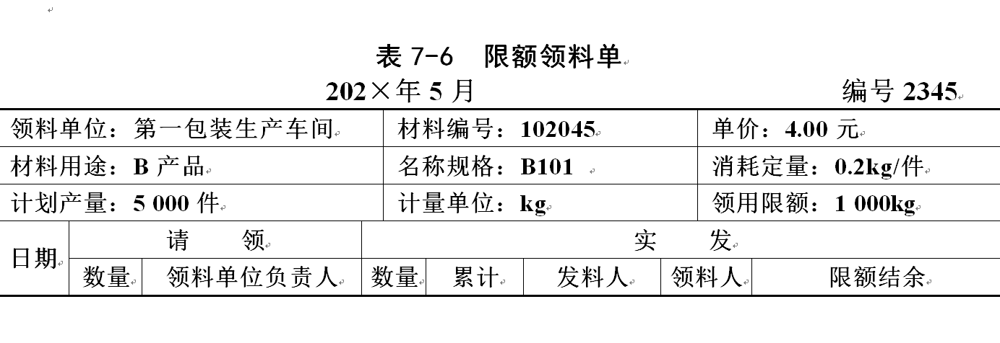 表 7-6 限额领料单
202×年 5 月 编号 2345
领料单位：第一包装生产车间 材料编号：102045 单价：4.00 元
材料用途：B 产品 名称规格：B101 消耗定量：0.2kg/件
计划产量：5 000 件 计量单位：kg 领用限额：1 000kg
日期 请 领 实 发
数量 领料单位负责人 数量 累计 发料人 领料人 限额结余